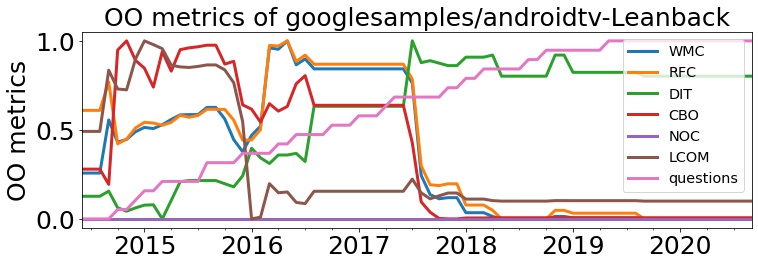 OO metrics of googlesamples/androidtv-Leanback
OO metrics
1.0
0.5
0.0
WMC
RFC
DIT
CBO
NOC
LCOM
questions
2015 2016 2017 2018 2019 2020